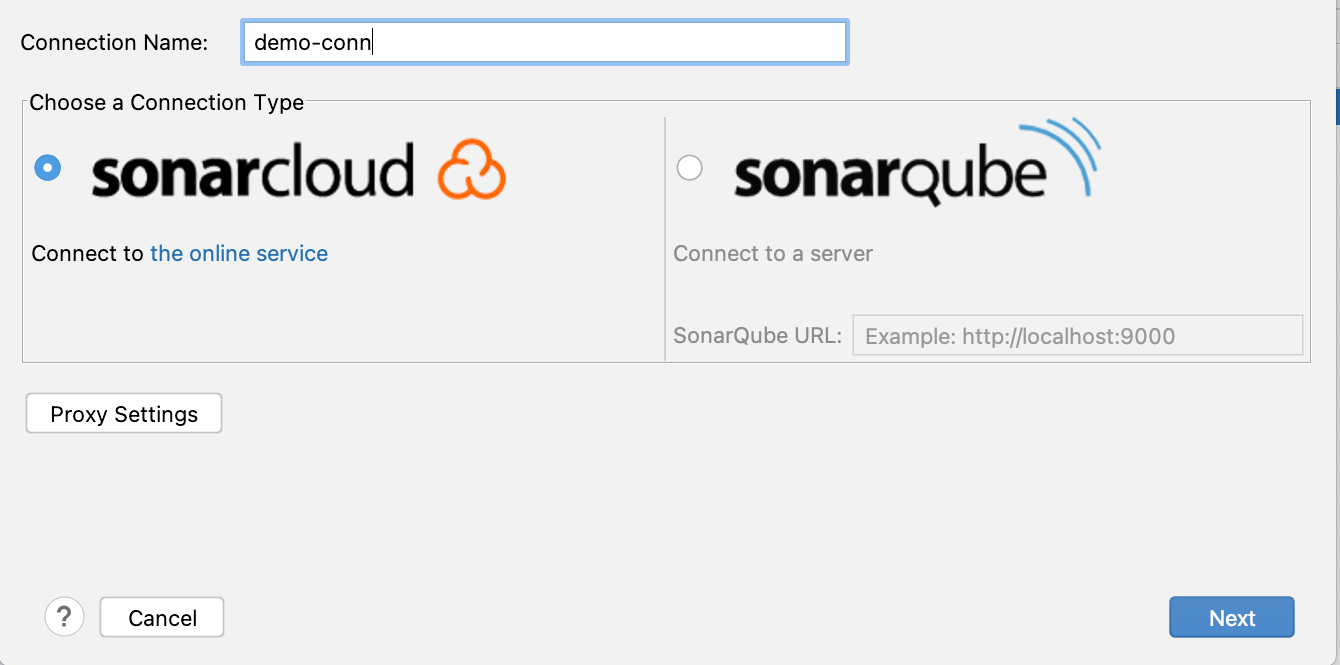 Connection Name: demo-conn
Choose a Connection Type
sonarcloud
Connect to the online service
sonarqube
Connect to a server
SonarQube URL: Example: http://localhost:9000
Proxy Settings
? Cancel Next